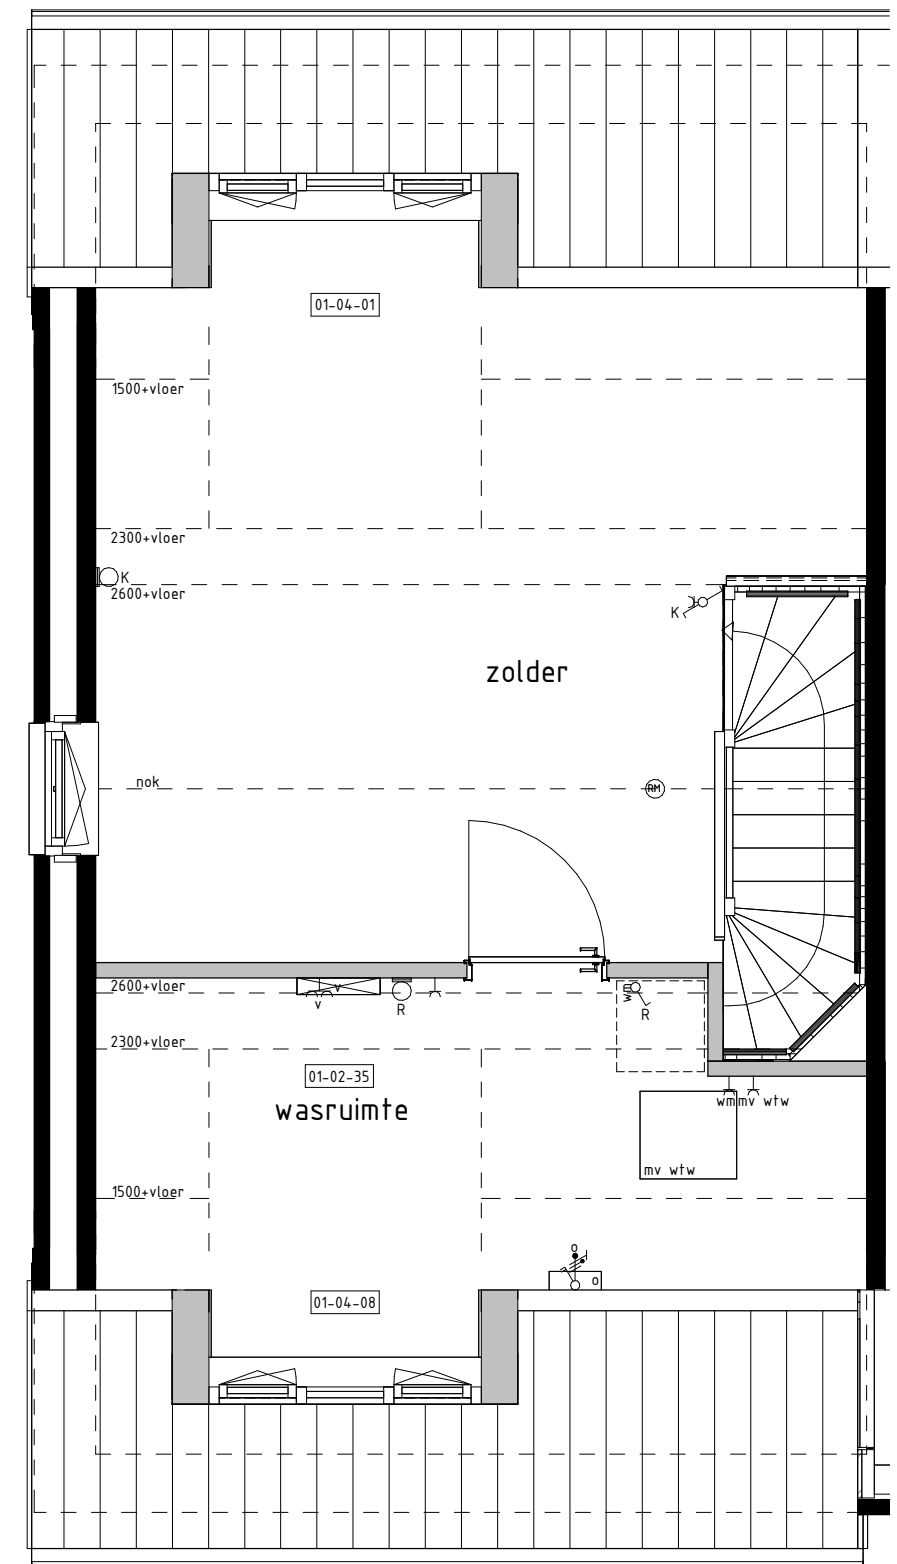 01-04-01
1500+vloer
2300+vloer
K
2600+vloer
K
zolder
nok
RM
2600+vloer
v
v
R
wm
R
2300+vloer
01-02-35
wasruimte
wm mv wtw
mv wtw
1500+vloer
o
o
01-04-08